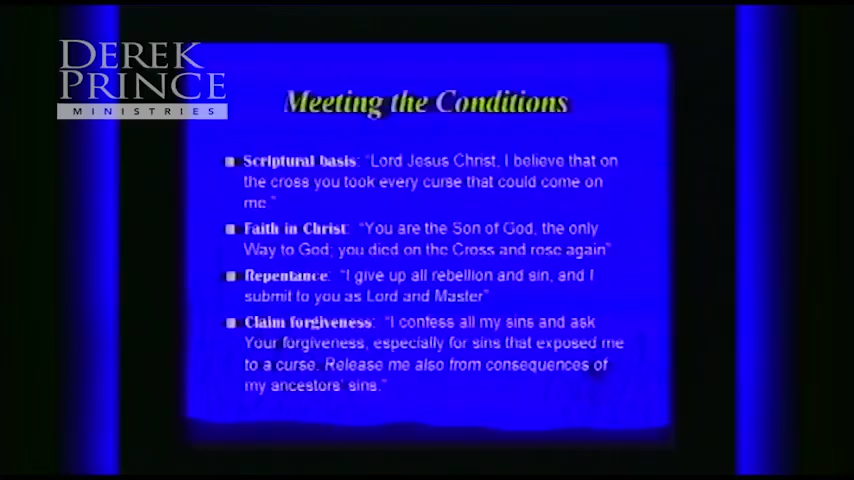 DEREK
PRINCE
MINISTRIES
Meeting the Conditions
Scriptural basis: “Lord Jesus Christ, I believe that on
the cross you took every curse that could come on
me.”
Faith in Christ: “You are the Son of God, the only
Way to God; you died on the Cross and rose again”
Repentance: “I give up all rebellion and sin, and I
submit to you as Lord and Master”
Claim forgiveness: “I confess all my sins and ask
Your forgiveness, especially for sins that exposed me
to a curse. Release me also from consequences of
my ancestors’ sins.”